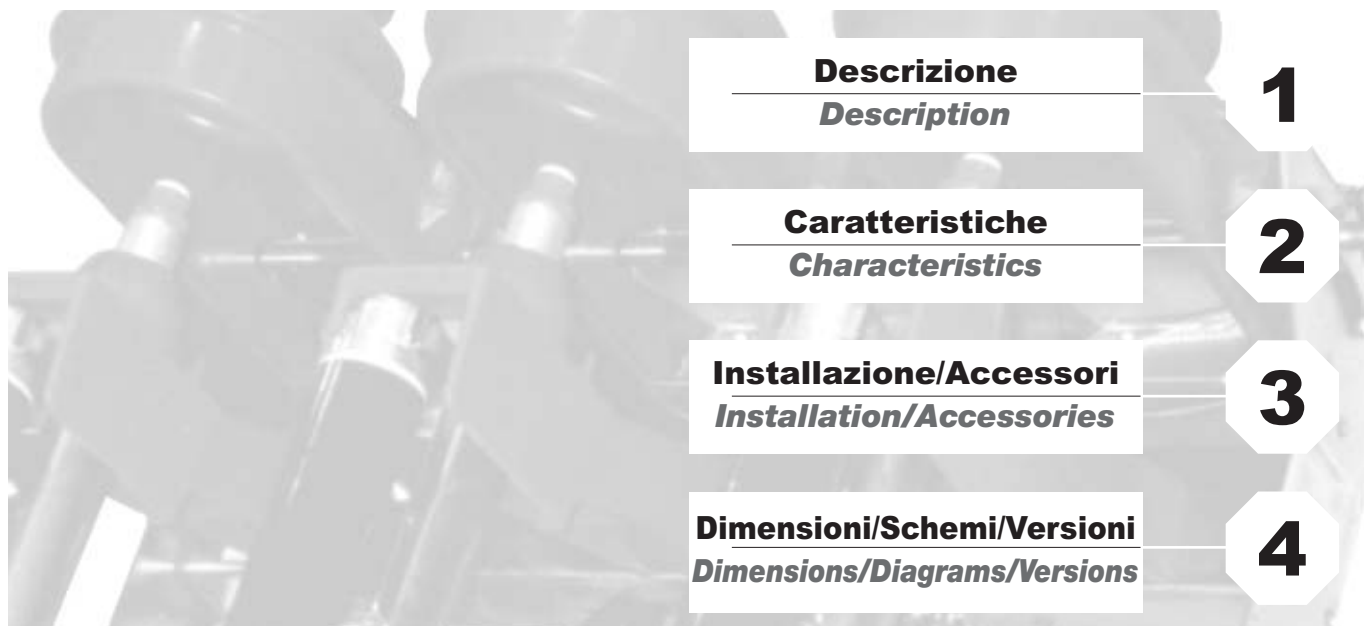 Descrizione
Description
1
Caratteristiche
Characteristics
2
Installazione/Accessori
Installation/Accessories
3
Dimensioni/Schemi/Versioni
Dimensions/Diagrams/Versions
4